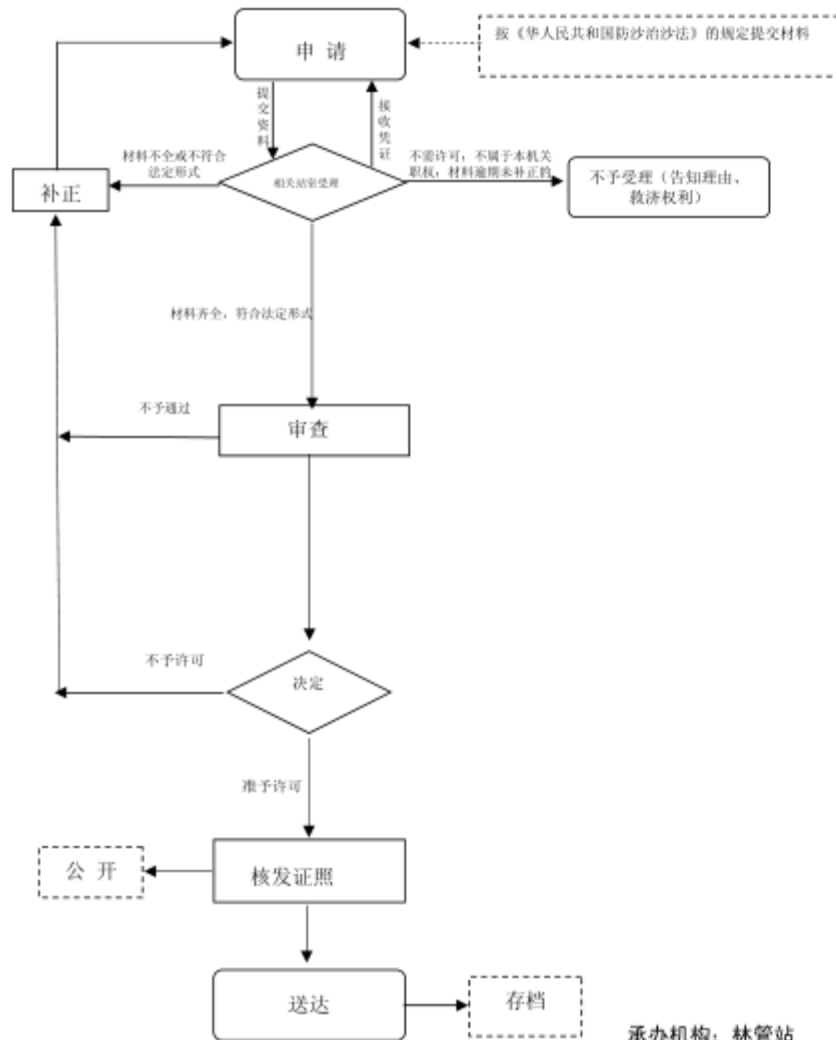 申 请
按《华人民共和国防沙治沙法》的规定提交材料
提交资料
接收凭证
材料不全或不符合
法定形式
相关站室受理
不需许可；不属于本机关
职权；材料逾期未补正的
补正
不予受理（告知理由、
救济权利）
材料齐全，符合法定形式
不予通过
审查
不予许可
决定
准予许可
公 开
核发证照
送达
存档
承办机构：林管站